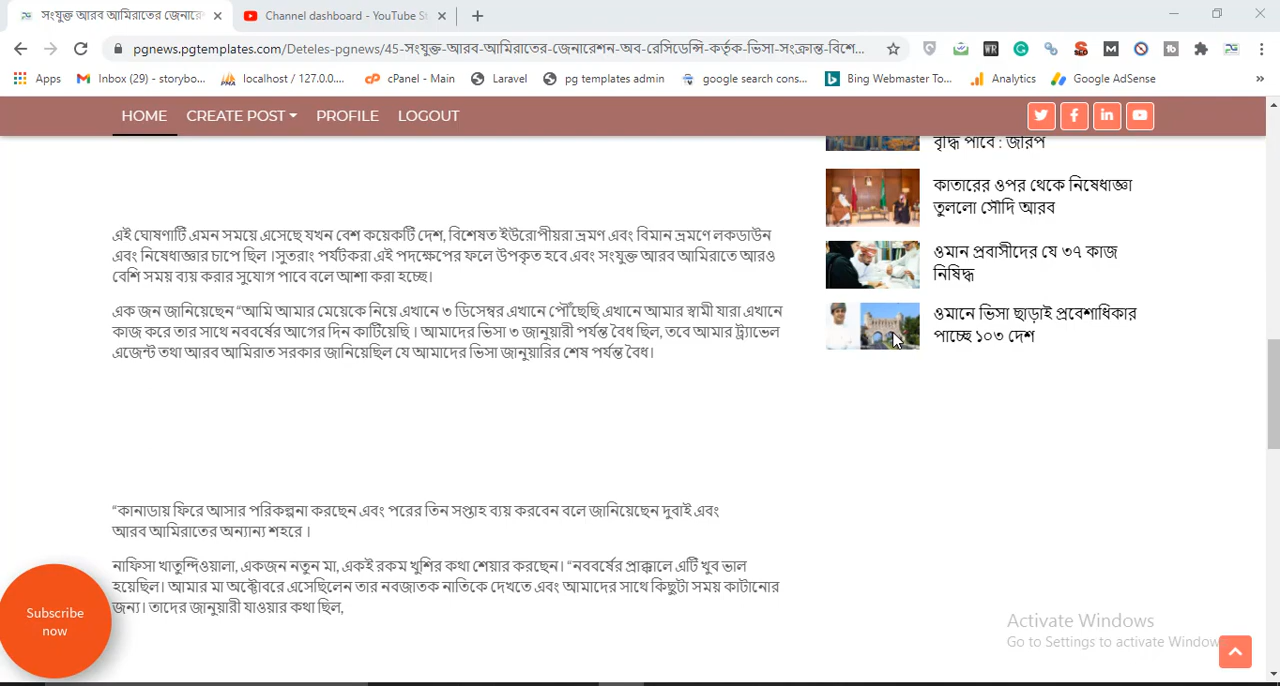 সংযুক্ত আরব আমিরাতের জেনারে
Channel dashboard - YouTube St
pgnews.pgtemplates.com/Deteles-pgnews/45-সংযুক্ত-আরব-আমিরাতের-জেনারেশন-অব-রেসিডেন্সি-কর্তৃক-ভিসা-সংক্রান্ত-বিশে...
Apps
Inbox (29) - storybo...
localhost / 127.0.0....
cPanel - Main
Laravel
pg templates admin
google search cons...
Bing Webmaster To...
Analytics
Google AdSense
»
HOME
CREATE POST
PROFILE
LOGOUT
বৃদ্ধি পাবে : জরিপ
কাতারের ওপর থেকে নিষেধাজ্ঞা
তুললো সৌদি আরব
ওমান প্রবাসীদের যে ৩৭ কাজ
নিষিদ্ধ
ওমানে ভিসা ছাড়াই প্রবেশাধিকার
পাচ্ছে ১০৩ দেশ
এই ঘোষণাটি এমন সময়ে এসেছে যখন বেশ কয়েকটি দেশ, বিশেষত ইউরোপীয়রা ভ্রমণ এবং বিমান ভ্রমণে লকডাউন
এবং নিষেধাজ্ঞার চাপে ছিল ।সুতরাং পর্যটকরা এই পদক্ষেপের ফলে উপকৃত হবে এবং সংযুক্ত আরব আমিরাতে আরও
বেশি সময় ব্যয় করার সুযোগ পাবে বলে আশা করা হচ্ছে।
এক জন জানিয়েছেন “আমি আমার মেয়েকে নিয়ে এখানে ৩ ডিসেম্বর এখানে পৌঁছেছি এখানে আমার স্বামী যারা এখানে
কাজ করে তার সাথে নববর্ষের আগের দিন কাটিয়েছি । আমাদের ভিসা ৩ জানুয়ারী পর্যন্ত বৈধ ছিল, তবে আমার ট্র্যাভেল
এজেন্ট তথা আরব আমিরাত সরকার জানিয়েছিল যে আমাদের ভিসা জানুয়ারির শেষ পর্যন্ত বৈধ।
“কানাডায় ফিরে আসার পরিকল্পনা করছেন এবং পরের তিন সপ্তাহ ব্যয় করবেন বলে জানিয়েছেন দুবাই এবং
আরব আমিরাতের অন্যান্য শহরে ।
নাফিসা খাতুন্দিওয়ালা, একজন নতুন মা, একই রকম খুশির কথা শেয়ার করছেন। “নববর্ষের প্রাক্কালে এটি খুব ভাল
হয়েছিল। আমার মা অক্টোবরে এসেছিলেন তার নবজাতক নাতিকে দেখতে এবং আমাদের সাথে কিছুটা সময় কাটানোর
জন্য। তাদের জানুয়ারী যাওয়ার কথা ছিল,
Subscribe
now
Activate Windows
Go to Settings to activate Window